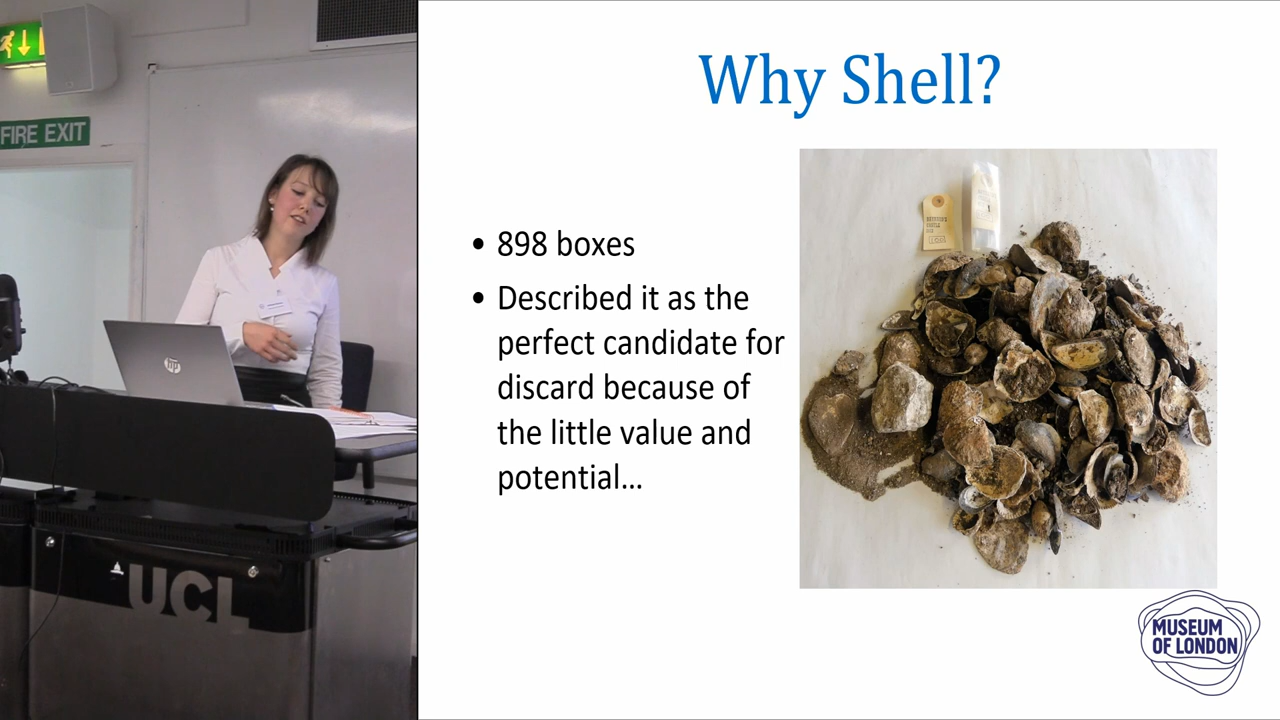 FIRE EXIT
hp
UCL
Why Shell?
• 898 boxes
• Described it as the
perfect candidate for
discard because of
the little value and
potential…
MUSEUM
OF LONDON